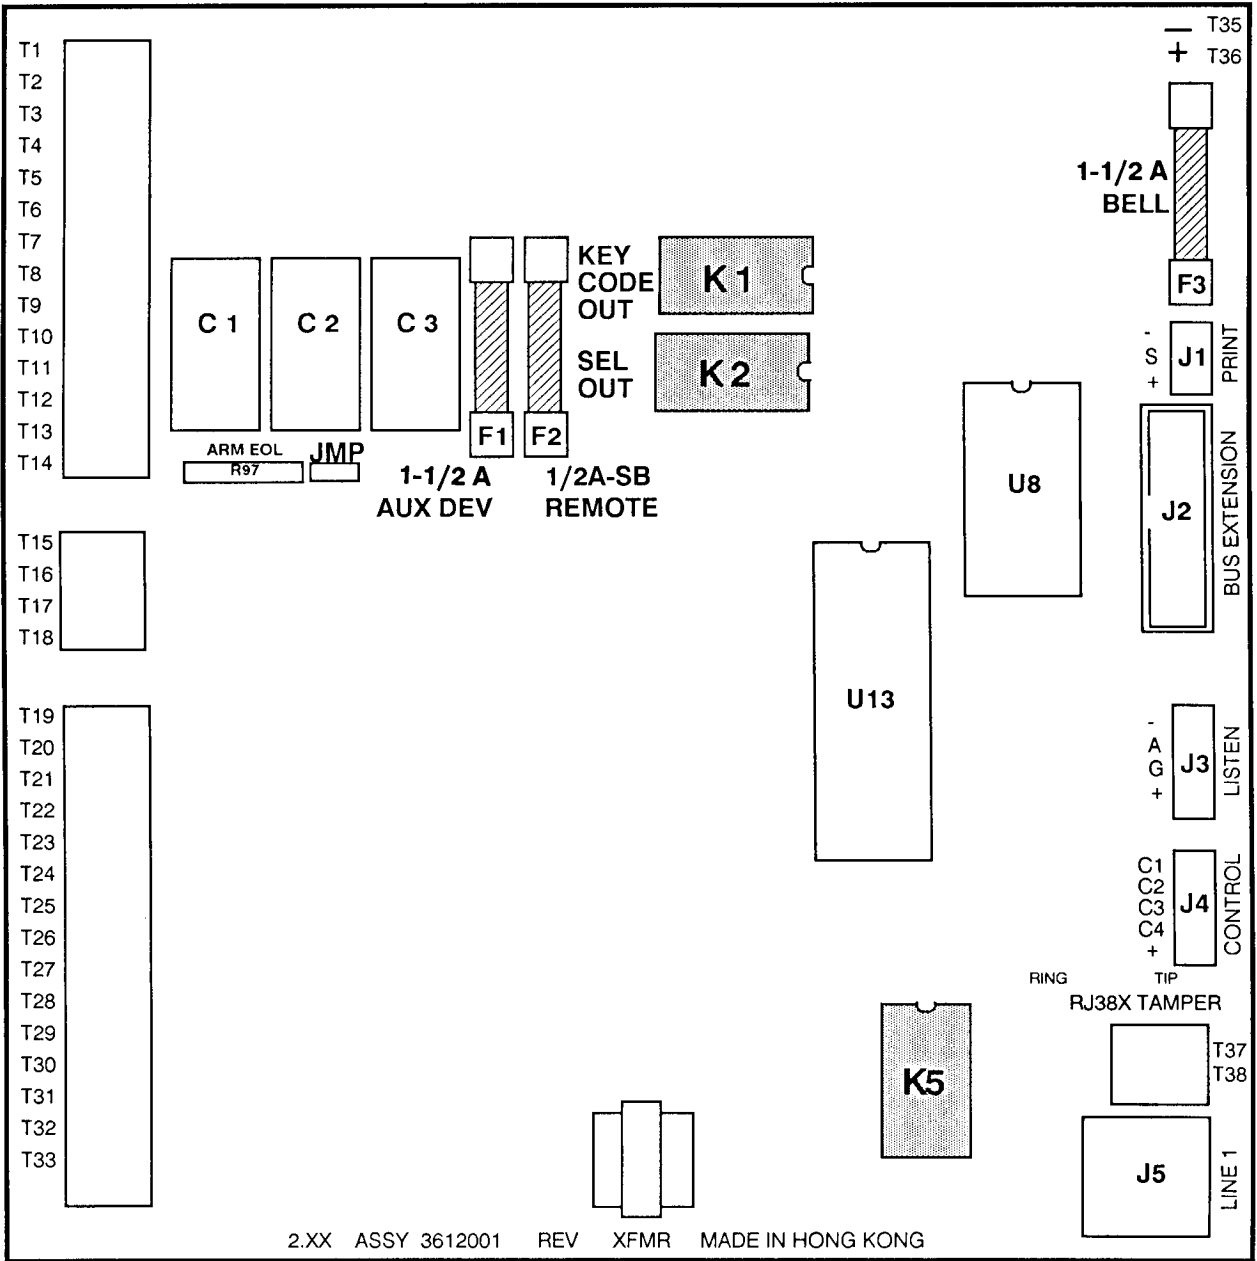 T1
T2
T3
T4
T5
T6
T7
T8
T9
T10
T11
T12
T13
T14
T15
T16
T17
T18
T19
T20
T21
T22
T23
T24
T25
T26
T27
T28
T29
T30
T31
T32
T33
C 1
C 2
C 3
ARM EOL
R97
JMP
F1
F2
1-1/2 A
AUX DEV
1/2A-SB
REMOTE
KEY
CODE
OUT
SEL
OUT
K1
K2
U8
U13
K5
— T35
+ T36
1-1/2 A
BELL
F3
-
S
+
J1
PRINT
J2
BUS EXTENSION
-
A
G
+
J3
LISTEN
C1
C2
C3
C4
+
J4
CONTROL
RING TIP
RJ38X TAMPER
T37
T38
J5
LINE 1
2.XX ASSY 3612001 REV XFMR MADE IN HONG KONG